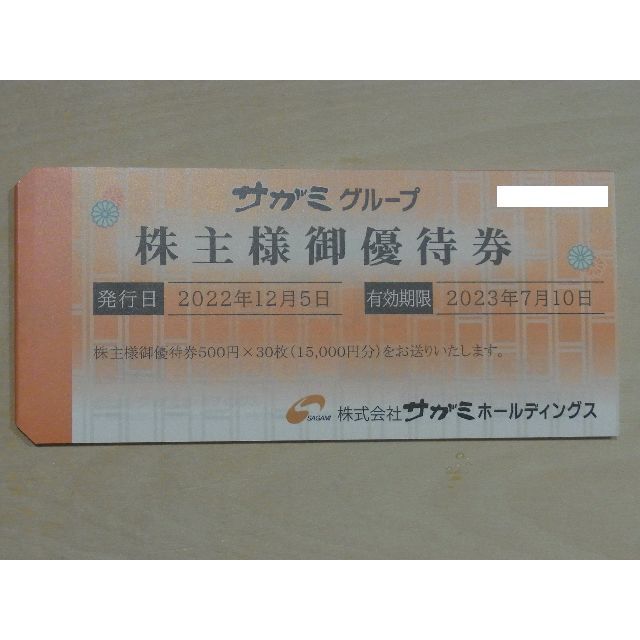 サガミグループ
株主様御優待券
発行日 2022年12月5日 有効期限 2023年7月10日
株主様御優待券500円×30枚(15,000円分)をお送りいたします。
SAGAMI 株式会社サガミホールディングス